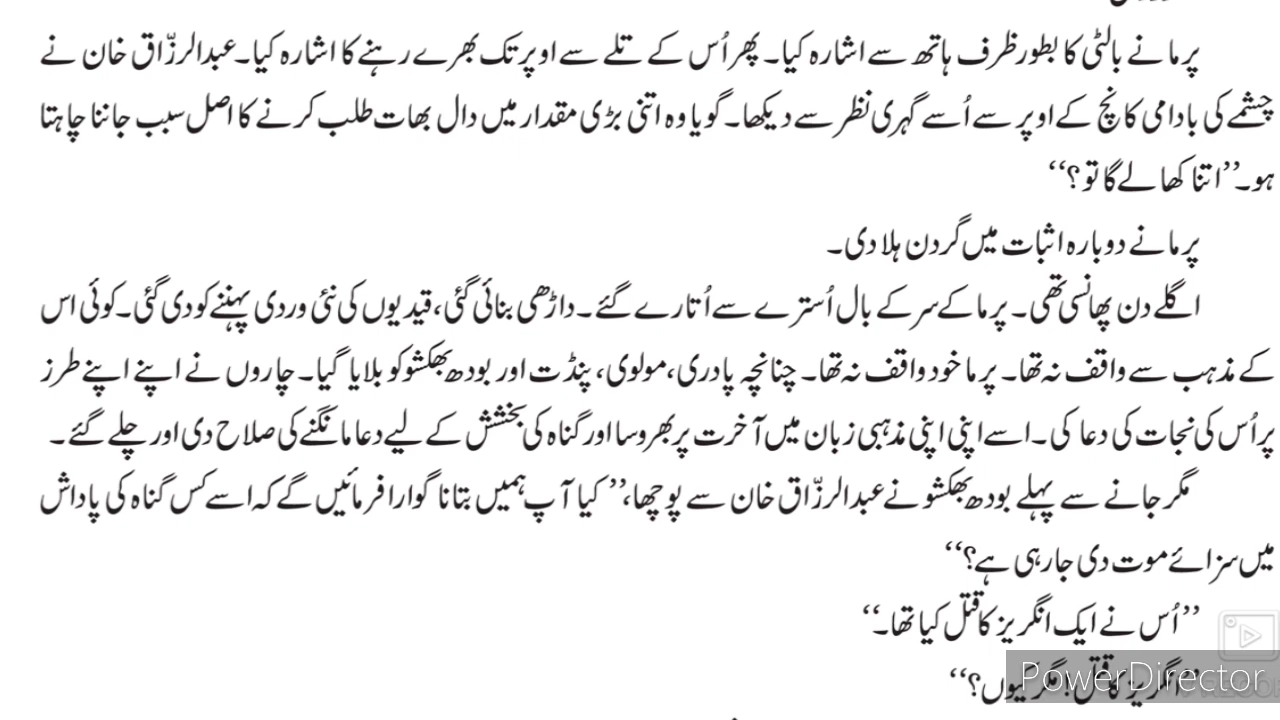 پرما نے بالٹی کا بطور ظرف ہاتھ سے اشارہ کیا۔ پھر اُس کے تلے سے اوپر تک بھرے رہنے کا اشارہ کیا۔ عبدالرزّاق خان نے
چشمے کی بادامی کانچ کے اوپر سے اُسے گہری نظر سے دیکھا۔ گویا وہ اتنی بڑی مقدار میں دال بھات طلب کرنے کا اصل سبب جاننا چاہتا
ہو۔ ’’اتنا کھالے گا تو؟‘‘
پرما نے دوبارہ اثبات میں گردن ہلا دی۔
اگلے دن پھانسی تھی۔ پرما کے سر کے بال اُسترے سے اُتارے گئے۔ داڑھی بنائی گئی، قیدیوں کی نئی وردی پہننے کو دی گئی۔ کوئی اس
کے مذہب سے واقف نہ تھا۔ پرما خود واقف نہ تھا۔ چنانچہ پادری، مولوی، پنڈت اور بودھ بھکشو کو بلایا گیا۔ چاروں نے اپنے اپنے طرز
پر اُس کی نجات کی دعا کی۔ اسے اپنی اپنی مذہبی زبان میں آخرت پر بھروسا اور گناہ کی بخشش کے لیے دعا مانگنے کی صلاح دی اور چلے گئے۔
مگر جانے سے پہلے بودھ بھکشو نے عبدالرزّاق خان سے پوچھا، ’’کیا آپ ہمیں بتانا گوارا فرمائیں گے کہ اسے کس گناہ کی پاداش
میں سزائے موت دی جا رہی ہے؟‘‘
’’اُس نے ایک انگریز کا قتل کیا تھا۔‘‘
’’انگریز کا قتل! مگر کیوں؟‘‘
PowerDirector